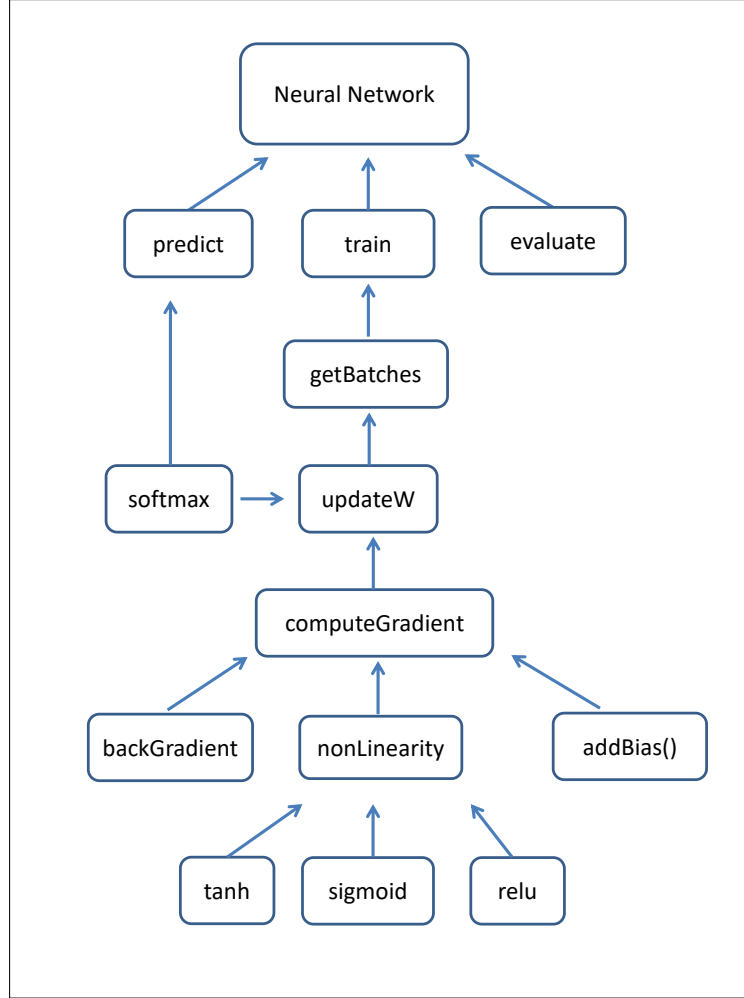 Neural Network
predict
train
evaluate
getBatches
softmax
updateW
computeGradient
backGradient
nonLinearity
addBias()
tanh
sigmoid
relu